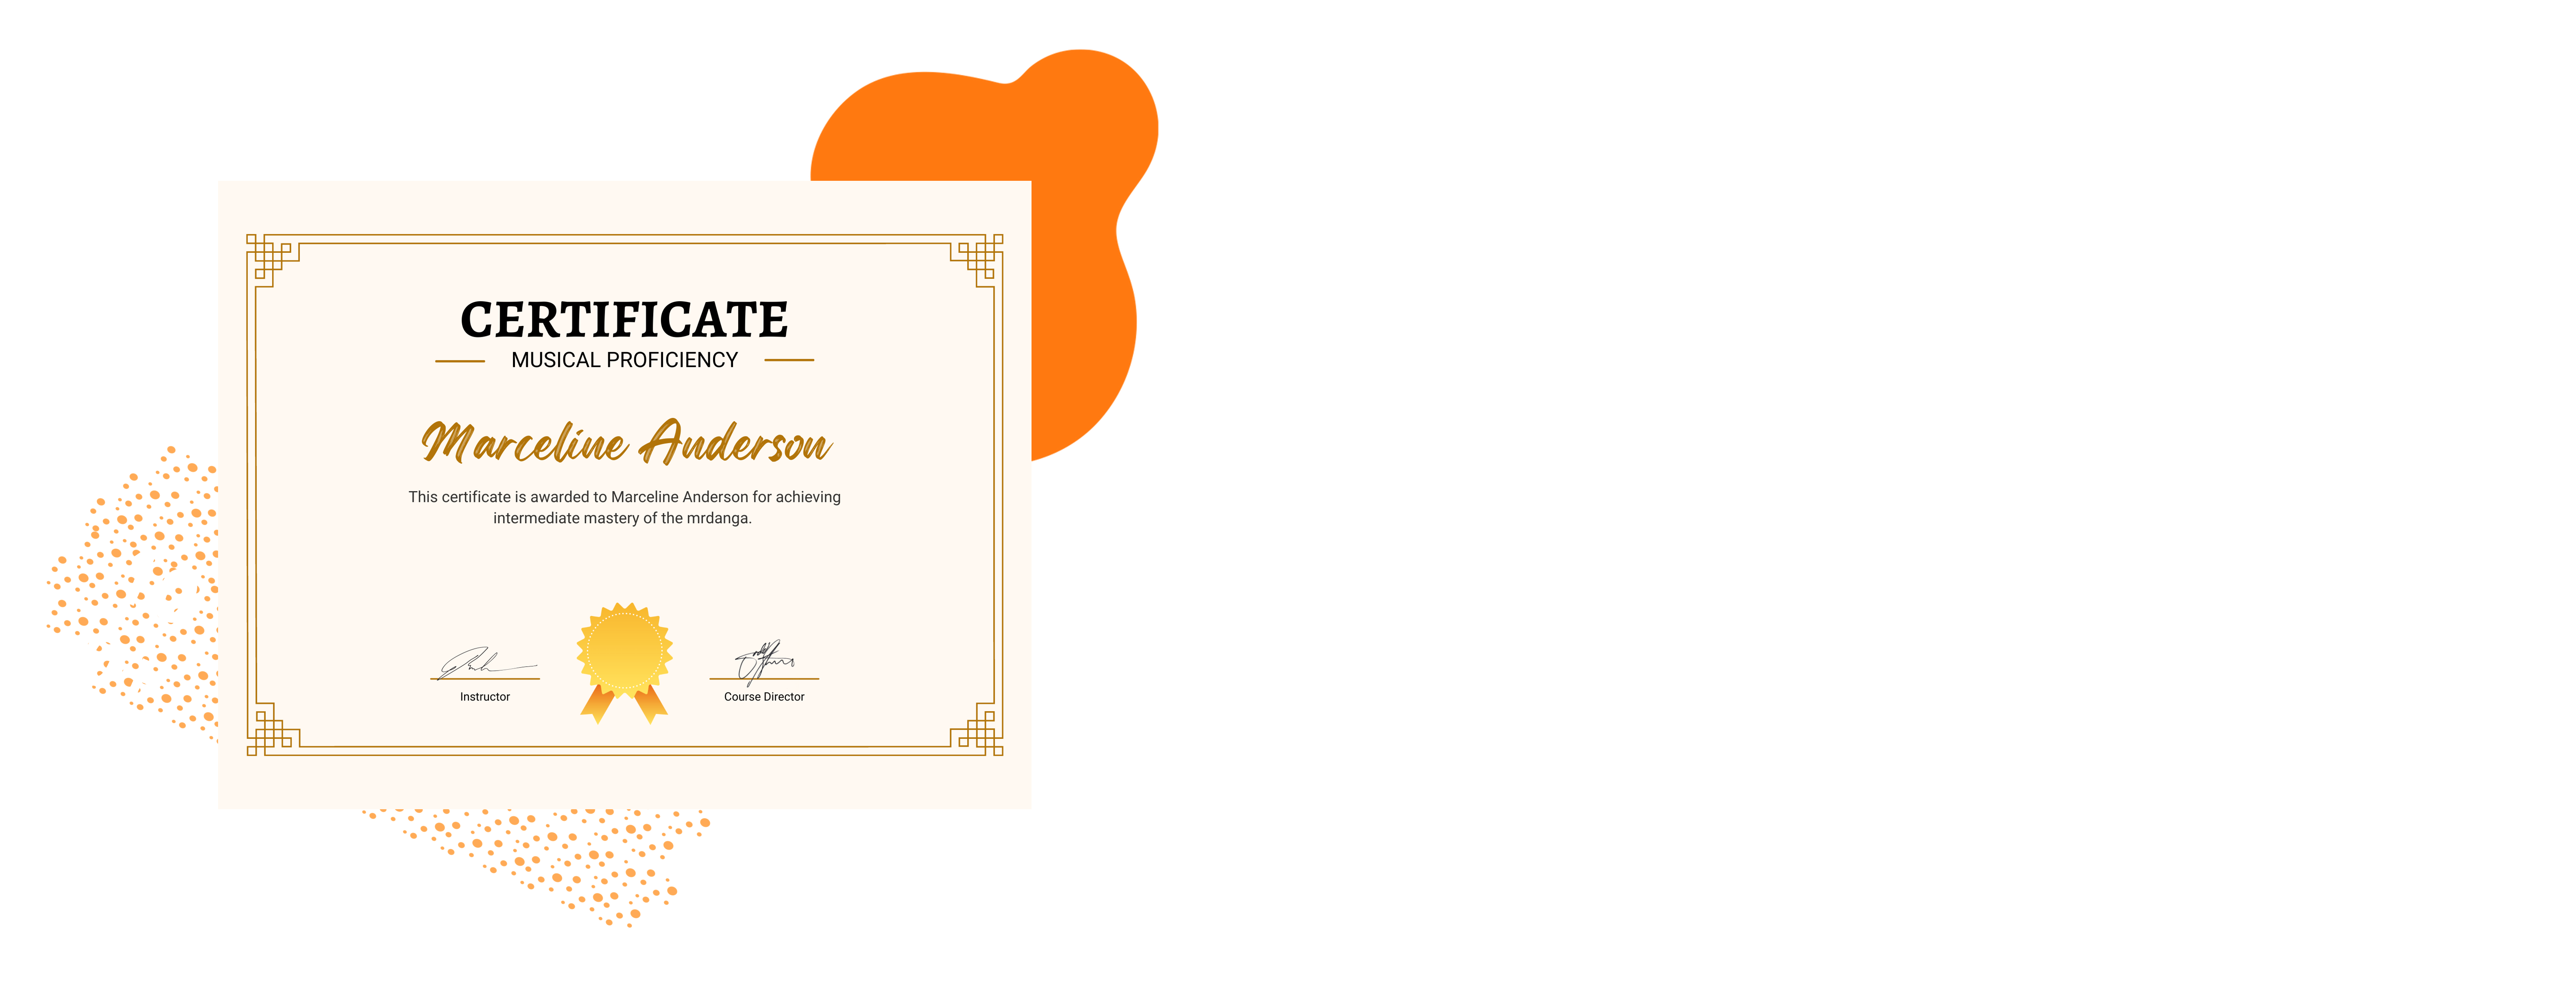 CERTIFICATE
MUSICAL PROFICIENCY
Marceline Anderson
This certificate is awarded to Marceline Anderson for achieving
intermediate mastery of the mrdanga.
Instructor
Course Director